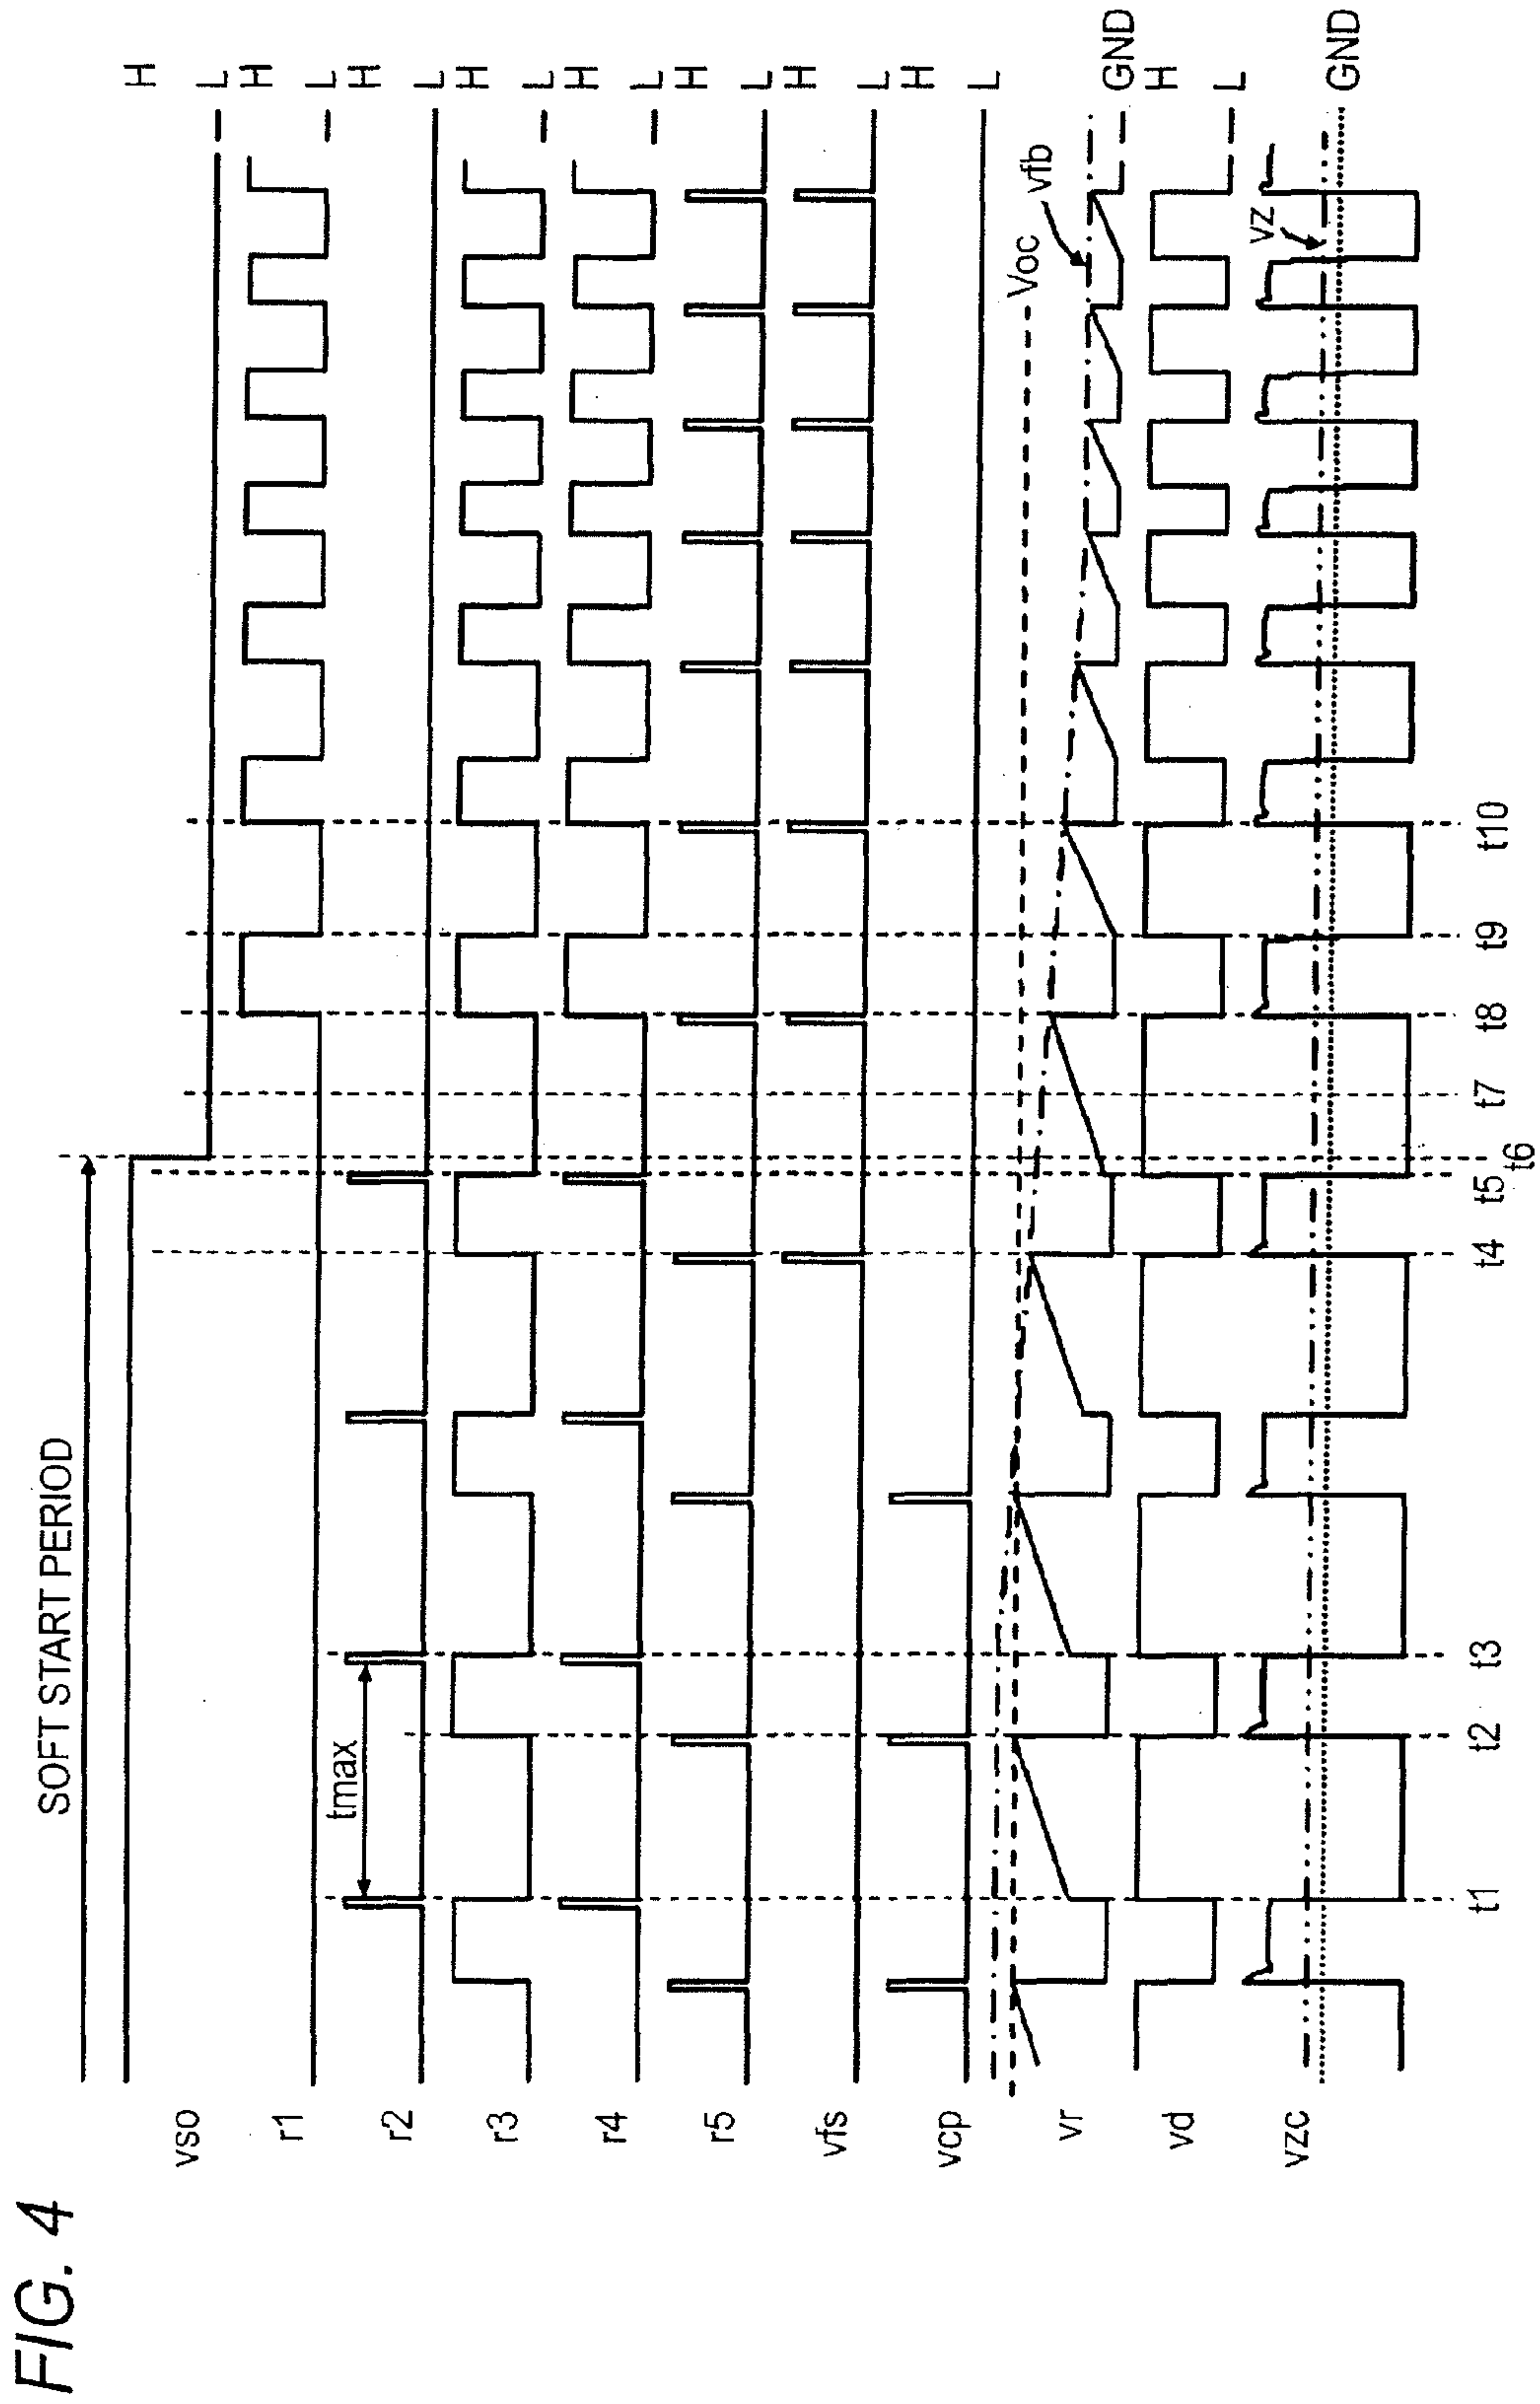 FIG. 4
SOFT START PERIOD
vso
H
L
r1
H
L
tmax
r2
H
L
r3
H
L
r4
H
L
r5
H
L
vfs
H
L
vcp
H
L
Voc
vfb
vr
GND
vd
H
L
vz
vzc
GND
t1
t2
t3
t4
t5
t6
t7
t8
t9
t10